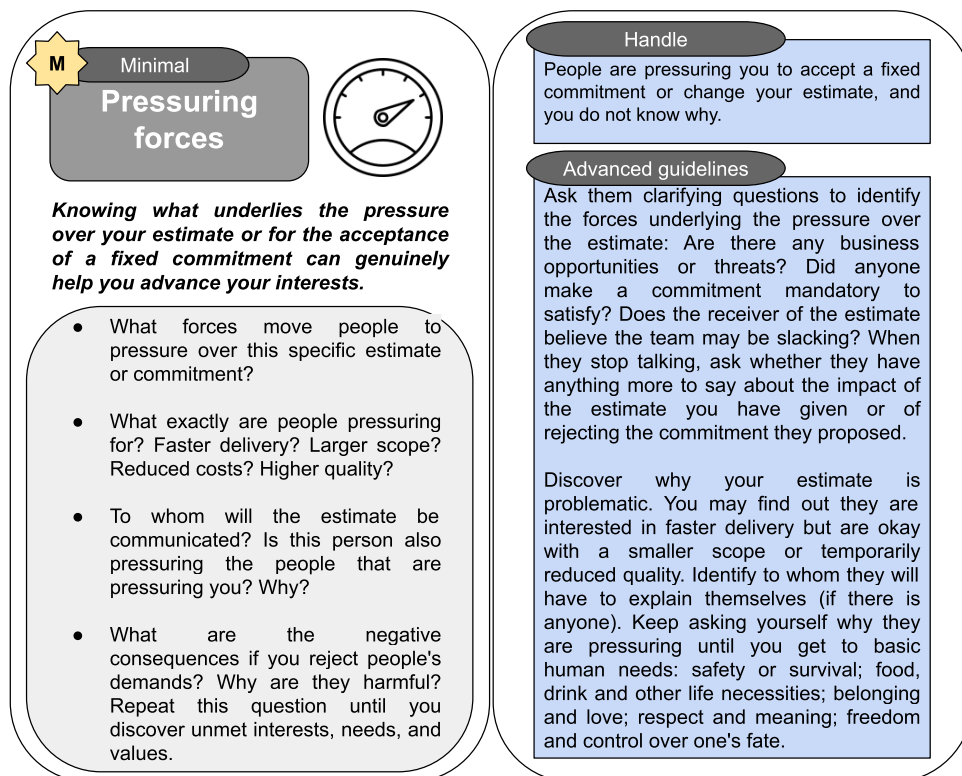 M
Minimal
Pressuring
forces
Knowing what underlies the pressure
over your estimate or for the acceptance
of a fixed commitment can genuinely
help you advance your interests.
● What forces move people to
pressure over this specific estimate
or commitment?
● What exactly are people pressuring
for? Faster delivery? Larger scope?
Reduced costs? Higher quality?
● To whom will the estimate be
communicated? Is this person also
pressuring the people that are
pressuring you? Why?
● What are the negative
consequences if you reject people's
demands? Why are they harmful?
Repeat this question until you
discover unmet interests, needs, and
values.
Handle
People are pressuring you to accept a fixed
commitment or change your estimate, and
you do not know why.
Advanced guidelines
Ask them clarifying questions to identify
the forces underlying the pressure over
the estimate: Are there any business
opportunities or threats? Did anyone
make a commitment mandatory to
satisfy? Does the receiver of the estimate
believe the team may be slacking? When
they stop talking, ask whether they have
anything more to say about the impact of
the estimate you have given or of
rejecting the commitment they proposed.
Discover why your estimate is
problematic. You may find out they are
interested in faster delivery but are okay
with a smaller scope or temporarily
reduced quality. Identify to whom they will
have to explain themselves (if there is
anyone). Keep asking yourself why they
are pressuring until you get to basic
human needs: safety or survival; food,
drink and other life necessities; belonging
and love; respect and meaning; freedom
and control over one's fate.